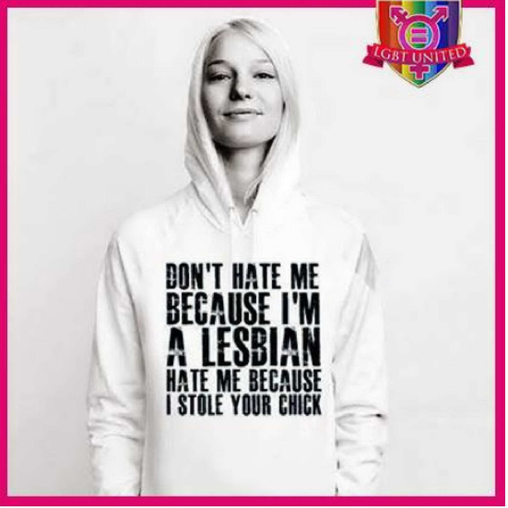 LGBT UNITED
DON'T HATE ME
BECAUSE I'M
A LESBIAN
HATE ME BECAUSE
I STOLE YOUR CHICK